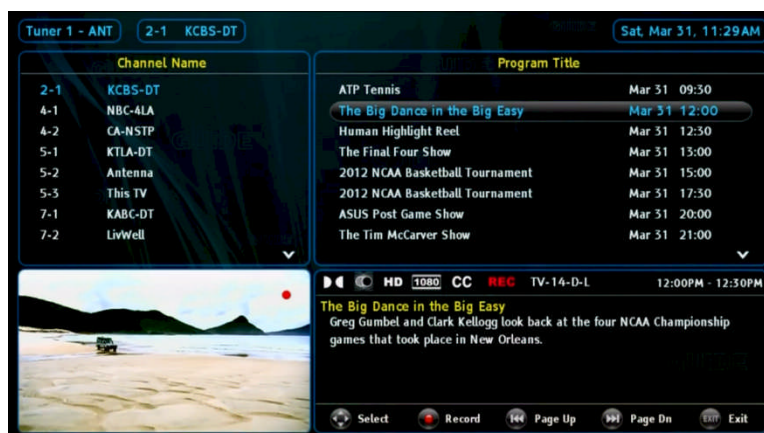 Tuner 1 - ANT
2-1 KCBS-DT
Sat, Mar 31, 11:29AM
Channel Name
2-1 KCBS-DT
4-1 NBC-4LA
4-2 CA-NSTP
5-1 KTLA-DT
5-2 Antenna
5-3 This TV
7-1 KABC-DT
7-2 LivWell
Program Title
ATP Tennis Mar 31 09:30
The Big Dance in the Big Easy Mar 31 12:00
Human Highlight Reel Mar 31 12:30
The Final Four Show Mar 31 13:00
2012 NCAA Basketball Tournament Mar 31 15:00
2012 NCAA Basketball Tournament Mar 31 17:30
ASUS Post Game Show Mar 31 20:00
The Tim McCarver Show Mar 31 21:00
HD 1080 CC REC TV-14-D-L 12:00PM - 12:30PM
The Big Dance in the Big Easy
Greg Gumbel and Clark Kellogg look back at the four NCAA Championship
games that took place in New Orleans.
Select Record Page Up Page Dn EXIT Exit